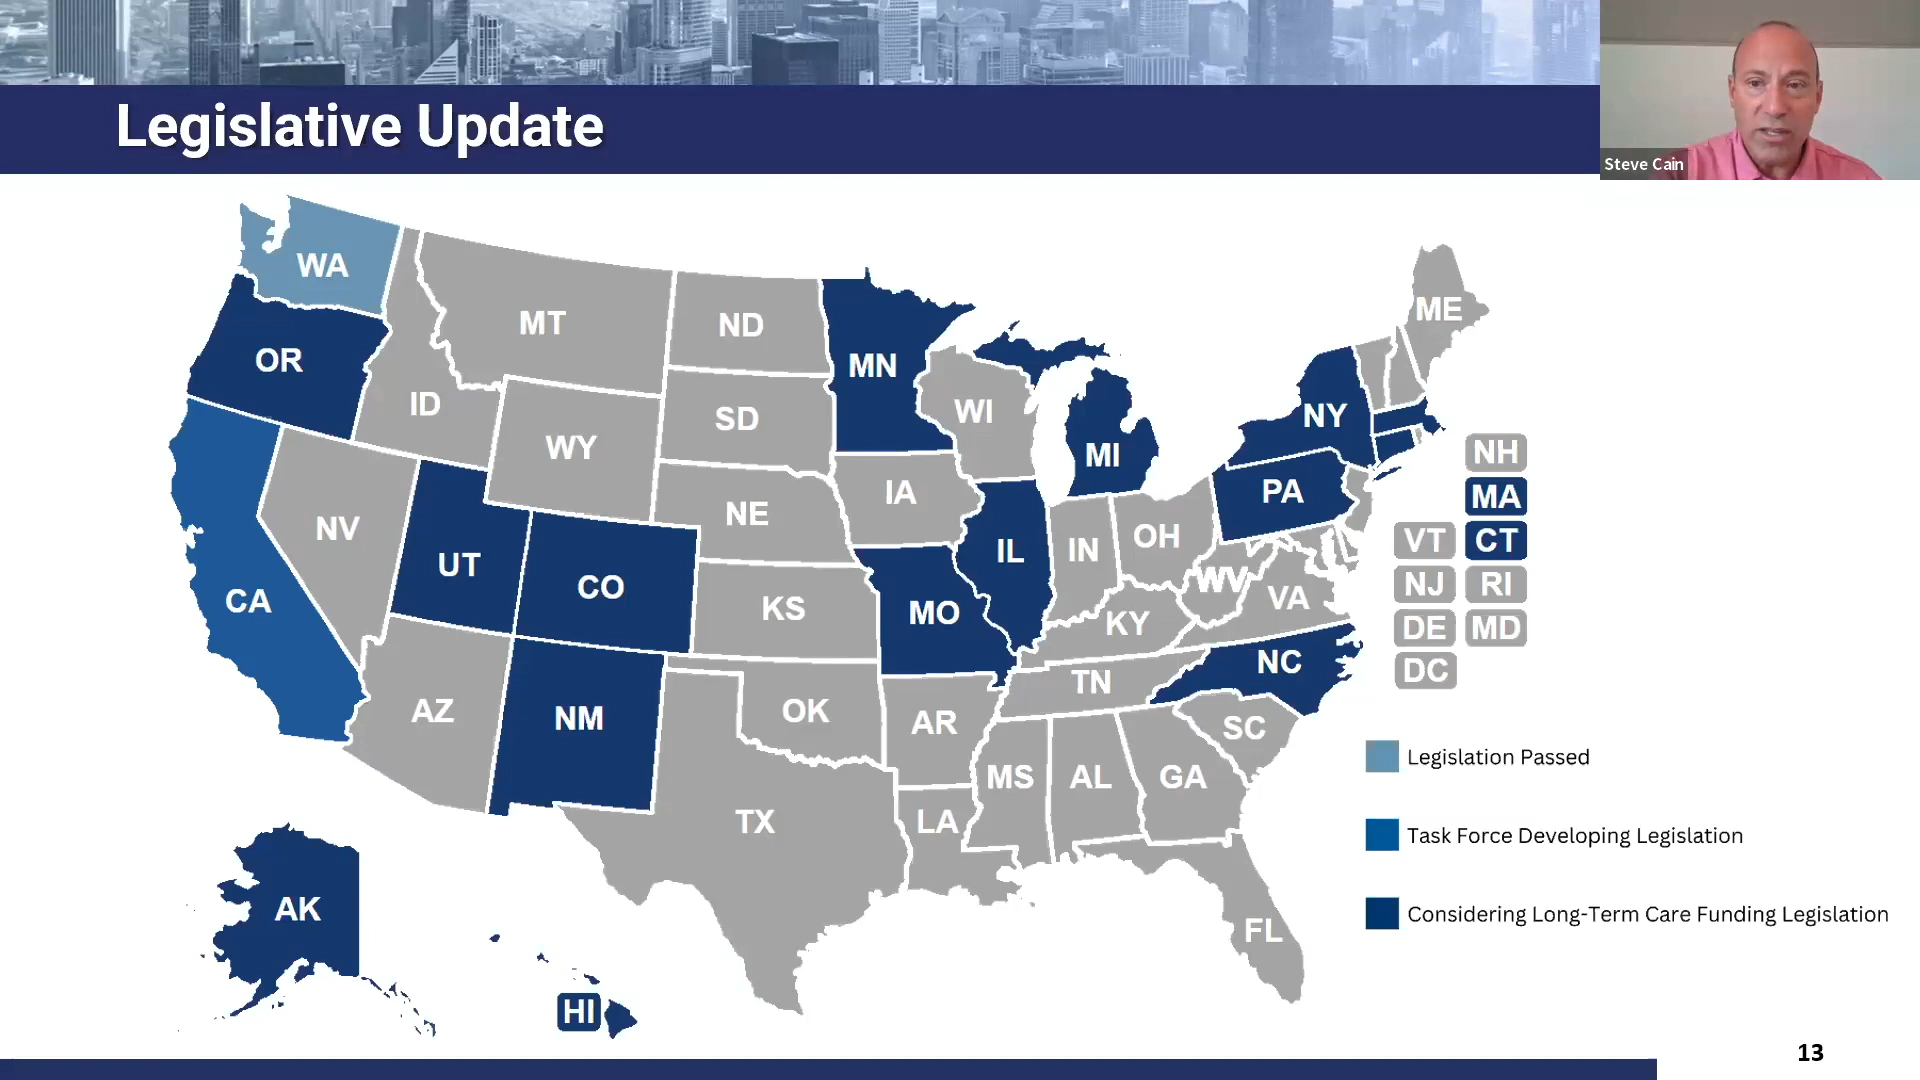 Legislative Update
Steve Cain
WA
MT
ND
MN
ME
OR
ID
SD
WI
NY
WY
MI
NH
PA
MA
IA
NE
NV
VT
CT
IL
IN
OH
UT
CO
WV
NJ
RI
CA
KS
MO
VA
KY
DE
MD
NC
DC
TN
AZ
NM
OK
AR
SC
MS
AL
GA
Legislation Passed
TX
LA
Task Force Developing Legislation
AK
FL
Considering Long-Term Care Funding Legislation
HI
13